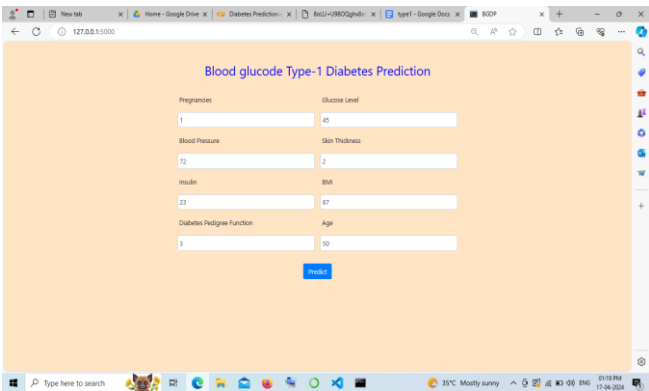 New tab
Home - Google Drive
Diabetes Prediction
type1 - Google Docs
BGDP
127.0.0.1:5000
Blood glucode Type-1 Diabetes Prediction
Pregnancies Glucose Level
1 45
Blood Pressure Skin Thickness
72 2
Insulin BMI
23 67
Diabetes Pedigree Function Age
3 50
Predict
Type here to search
35°C Mostly sunny
ENG
01:19 PM
17-04-2024